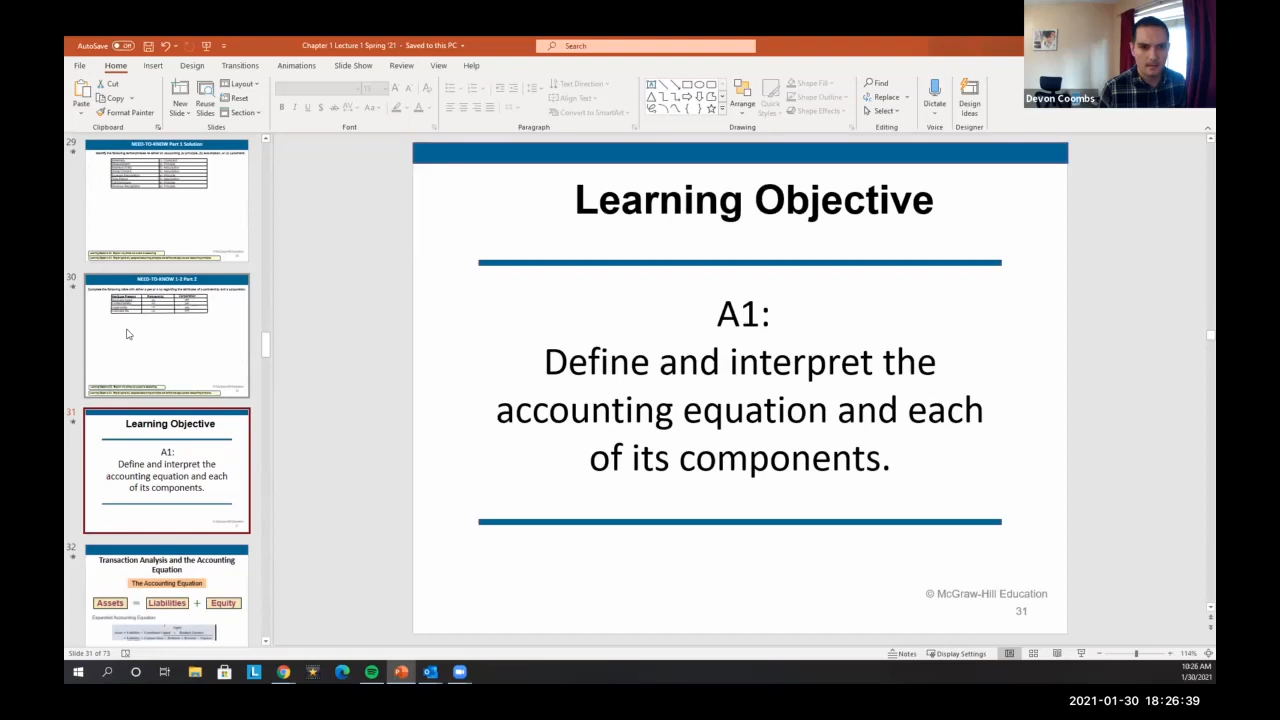 AutoSave Off
Chapter 1 Lecture 1 Spring '21 - Saved to this PC
Search
Devon Coombs
File Home Insert Draw Design Transitions Animations Slide Show Review View Help
Paste
Cut
Copy
Format Painter
Clipboard
New Slide
Reuse Slides
Layout
Reset
Section
Slides
Font
Text Direction
Align Text
Convert to SmartArt
Paragraph
Arrange
Quick Styles
Shape Fill
Shape Outline
Shape Effects
Drawing
Find
Replace
Select
Editing
Dictate
Voice
Design Ideas
Designer
29
NEED-TO-KNOW Part 1 Solution
30
NEED-TO-KNOW 1-2 Part 2
31
Learning Objective
A1:
Define and interpret the
accounting equation and each
of its components.
32
Transaction Analysis and the Accounting
Equation
The Accounting Equation
Assets = Liabilities + Equity
Expanded Accounting Equation:
Learning Objective
A1:
Define and interpret the
accounting equation and each
of its components.
© McGraw-Hill Education
31
Slide 31 of 73
Notes
Display Settings
114%
10:26 AM
1/30/2021
2021-01-30 18:26:39